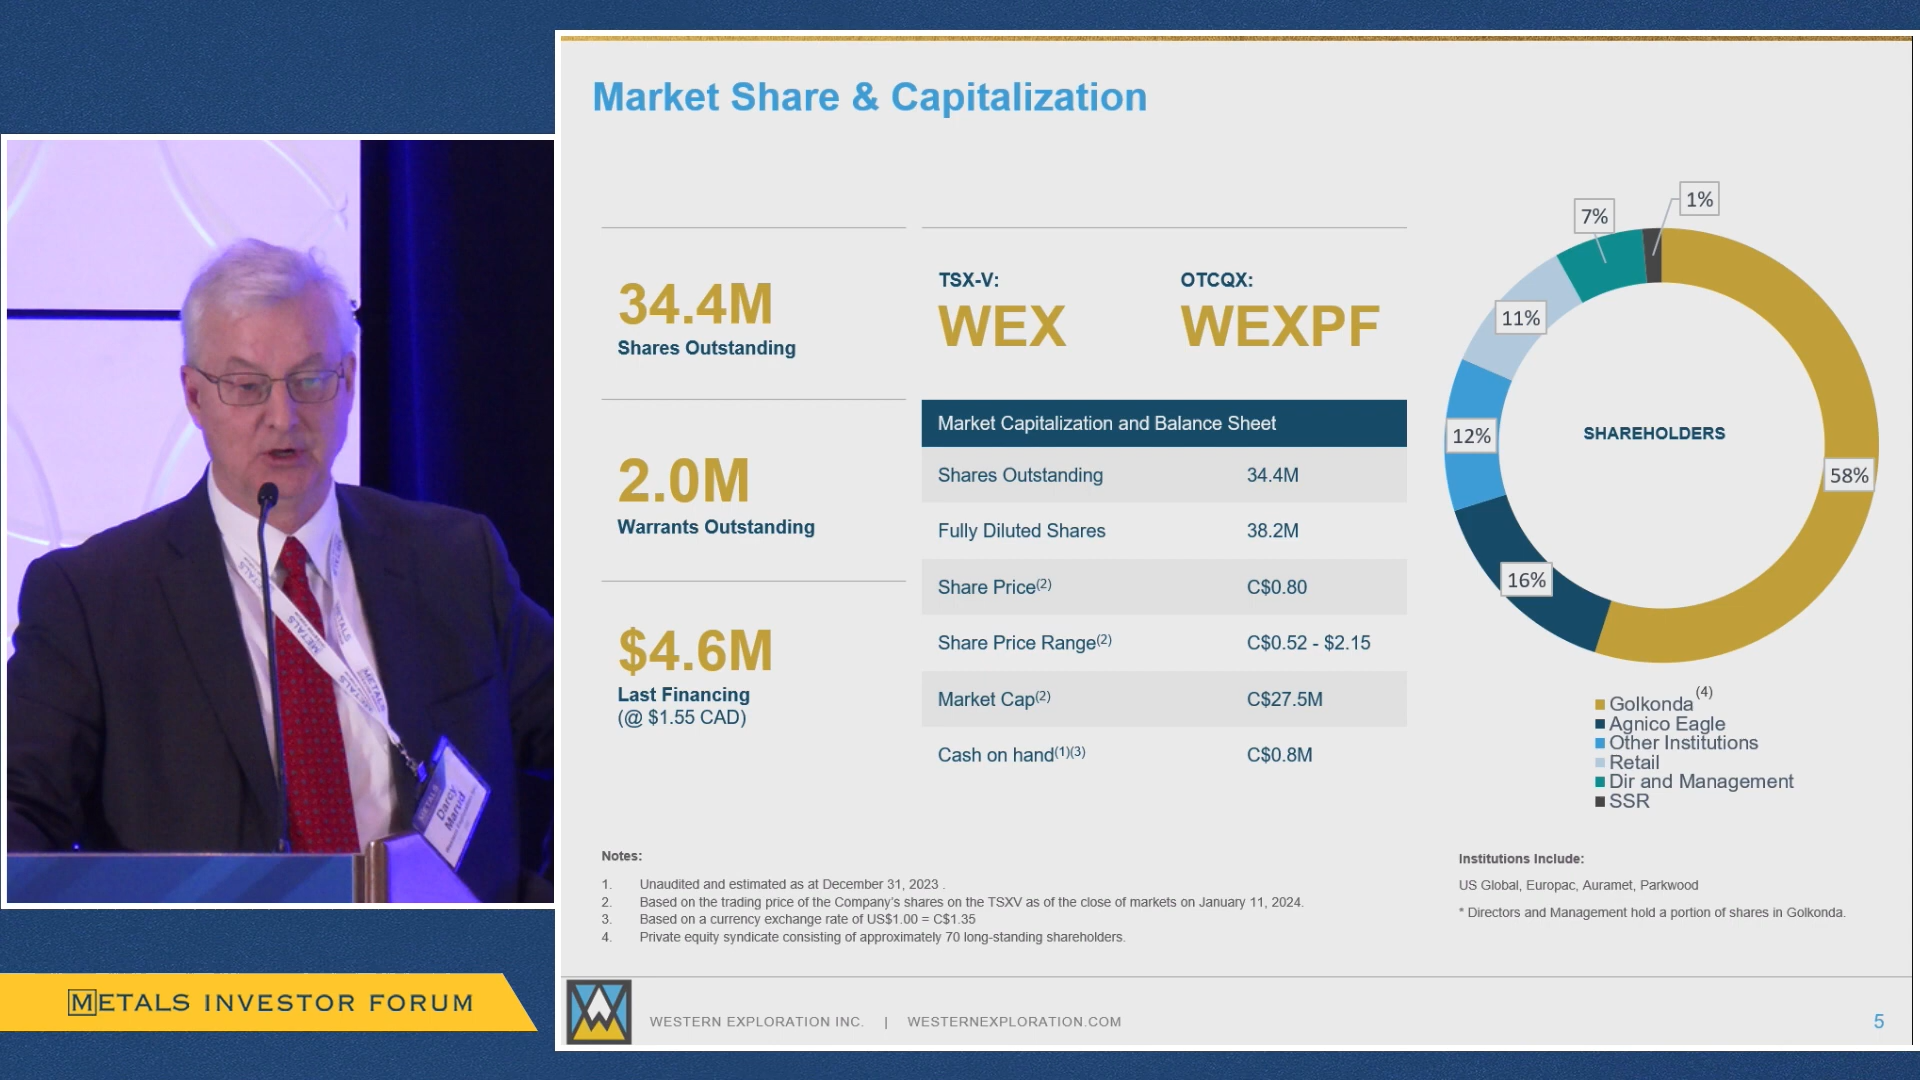 Market Share & Capitalization
34.4M
Shares Outstanding
2.0M
Warrants Outstanding
$4.6M
Last Financing
(@ $1.55 CAD)
TSX-V:
WEX
OTCQX:
WEXPF
Market Capitalization and Balance Sheet
Shares Outstanding 34.4M
Fully Diluted Shares 38.2M
Share Price(2) C$0.80
Share Price Range(2) C$0.52 - $2.15
Market Cap(2) C$27.5M
Cash on hand(1)(3) C$0.8M
1%
7%
11%
12%
16%
58%
SHAREHOLDERS
Golkonda(4)
Agnico Eagle
Other Institutions
Retail
Dir and Management
SSR
Notes:
1. Unaudited and estimated as at December 31, 2023 .
2. Based on the trading price of the Company's shares on the TSXV as of the close of markets on January 11, 2024.
3. Based on a currency exchange rate of US$1.00 = C$1.35
4. Private equity syndicate consisting of approximately 70 long-standing shareholders.
Institutions Include:
US Global, Europac, Auramet, Parkwood
* Directors and Management hold a portion of shares in Golkonda.
WESTERN EXPLORATION INC. | WESTERNEXPLORATION.COM
5
METALS INVESTOR FORUM
METALS
METALS
METALS
Darcy
Marud